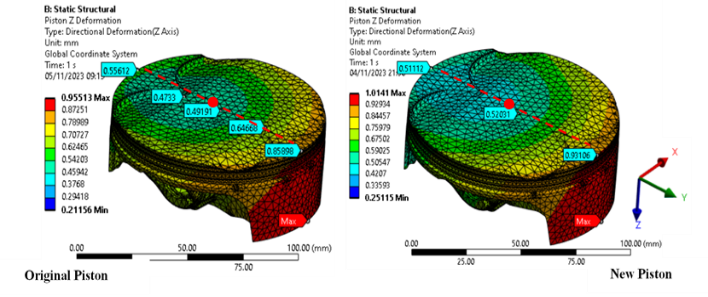 B: Static Structural
Piston Z Deformation
Type: Directional Deformation(Z Axis)
Unit: mm
Global Coordinate System
Time: 1 s
05/11/2023 09:1
0.55612
0.4733
0.49191
0.64668
0.85998
0.95513 Max
0.87251
0.78989
0.70727
0.62465
0.54203
0.45942
0.3768
0.29418
0.21156 Min
Max
0.00
50.00
100.00 (mm)
75.00
Original Piston
B: Static Structural
Piston Z Deformation
Type: Directional Deformation(Z Axis)
Unit: mm
Global Coordinate System
Time: 1 s
04/11/2023 21
0.51112
0.52031
0.93106
1.0141 Max
0.92934
0.84457
0.75979
0.67502
0.59025
0.50547
0.4207
0.33593
0.25115 Min
Max
X
Y
Z
0.00
50.00
100.00 (mm)
25.00
75.00
New Piston